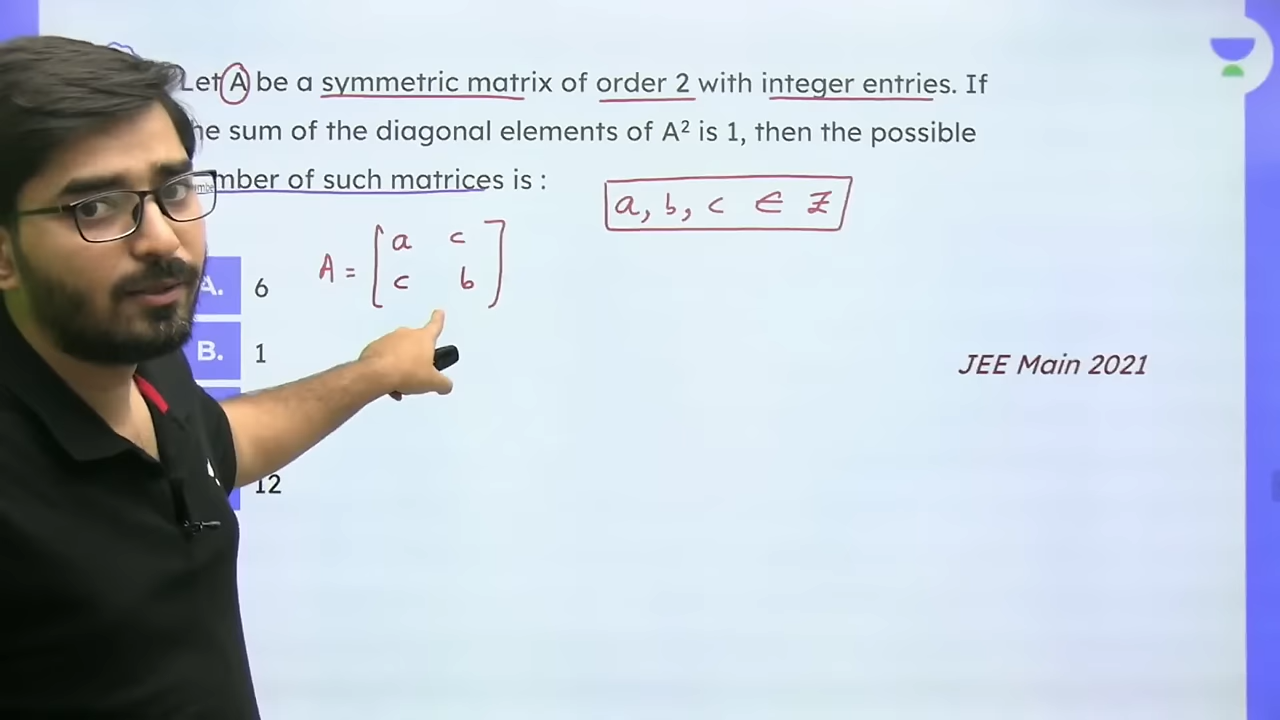 Let A be a symmetric matrix of order 2 with integer entries. If
he sum of the diagonal elements of A² is 1, then the possible
mber of such matrices is :
a, b, c ∈ Z
A = [ a c
c b ]
A. 6
B. 1
JEE Main 2021
12